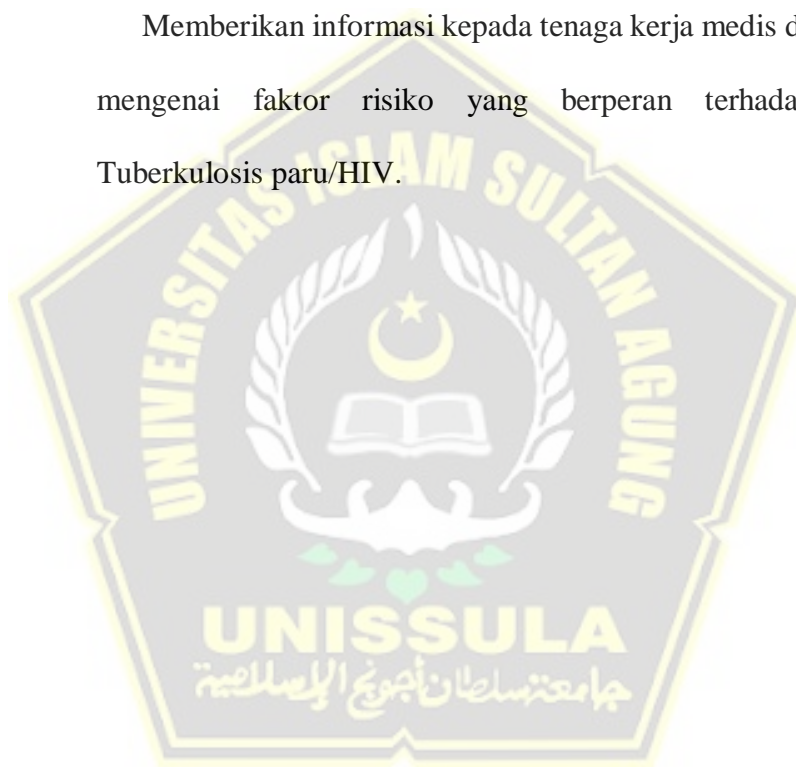 Memberikan informasi kepada tenaga kerja medis d
mengenai faktor risiko yang berperan terhada
Tuberkulosis paru/HIV.
UNIVERSITAS ISLAM SULTAN AGUNG
UNISSULA
جامعة سلطان أجونج الإسلامية